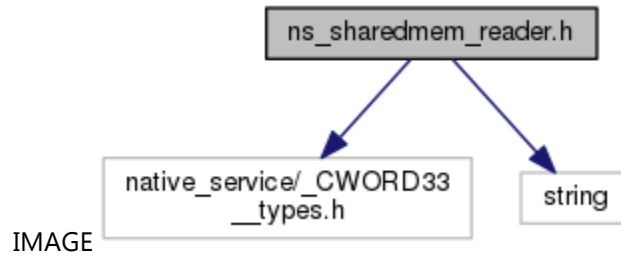 ns_sharedmem_reader.h
native_service/_CWORD33
__types.h
string
IMAGE